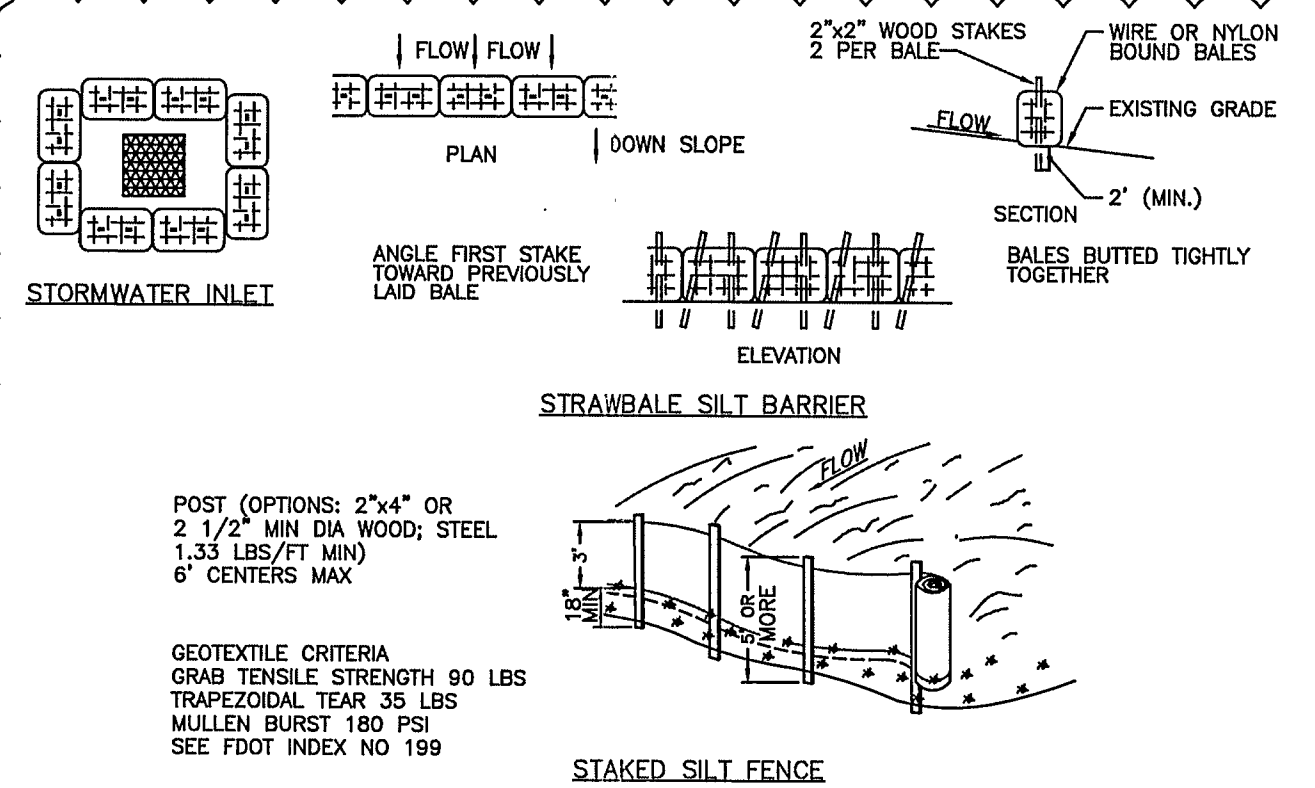 FLOW FLOW
PLAN
DOWN SLOPE
STORMWATER INLET
2"x2" WOOD STAKES
2 PER BALE
WIRE OR NYLON
BOUND BALES
EXISTING GRADE
FLOW
2' (MIN.)
SECTION
ANGLE FIRST STAKE
TOWARD PREVIOUSLY
LAID BALE
BALES BUTTED TIGHTLY
TOGETHER
ELEVATION
STRAWBALE SILT BARRIER
FLOW
POST (OPTIONS: 2"x4" OR
2 1/2" MIN DIA WOOD; STEEL
1.33 LBS/FT MIN)
6' CENTERS MAX
3'
18"
MIN
5' OR
MORE
GEOTEXTILE CRITERIA
GRAB TENSILE STRENGTH 90 LBS
TRAPEZOIDAL TEAR 35 LBS
MULLEN BURST 180 PSI
SEE FDOT INDEX NO 199
STAKED SILT FENCE